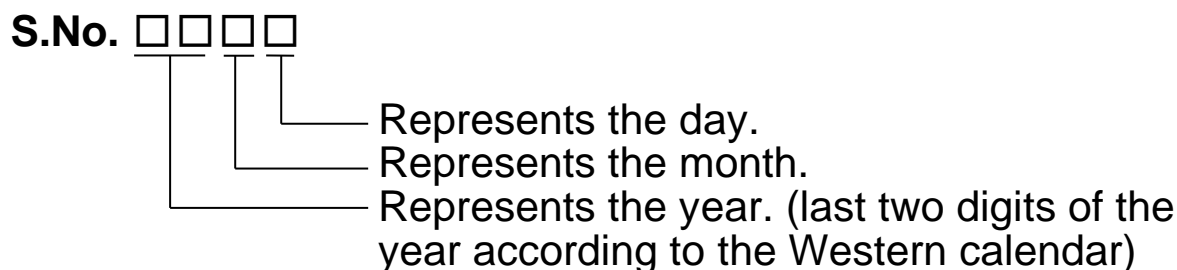 S.No. □□□□
Represents the day.
Represents the month.
Represents the year. (last two digits of the
year according to the Western calendar)